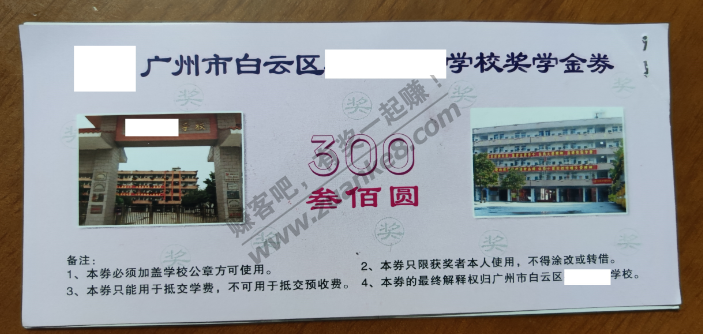 广州市白云区 学校奖学金券
300
叁佰圆
备注：
1、本券必须加盖学校公章方可使用。
2、本券只限获奖者本人使用，不得涂改或转借。
3、本券只能用于抵交学费，不可用于抵交预收费。
4、本券的最终解释权归广州市白云区 学校。
奖
奖
奖
奖
奖
赚客吧，有奖一起赚！
www.zuanke8.com